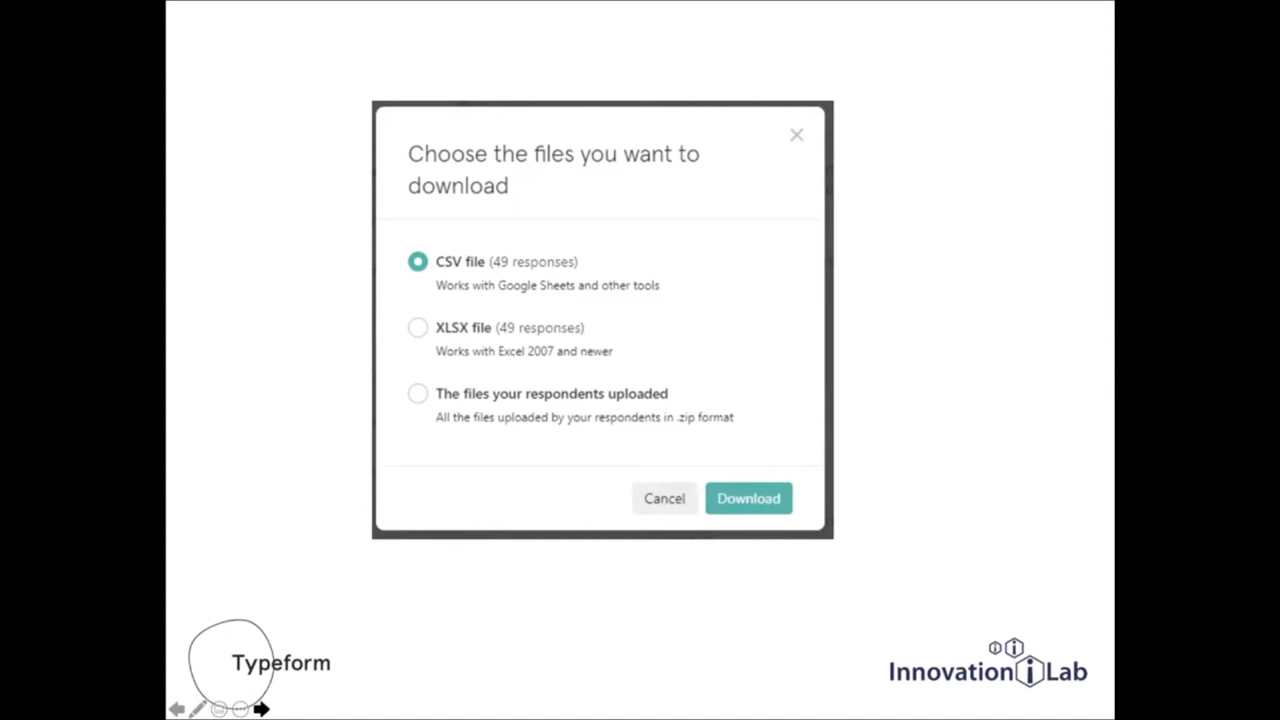 Choose the files you want to
download
CSV file (49 responses)
Works with Google Sheets and other tools
XLSX file (49 responses)
Works with Excel 2007 and newer
The files your respondents uploaded
All the files uploaded by your respondents in .zip format
Cancel
Download
Typeform
Innovation i Lab